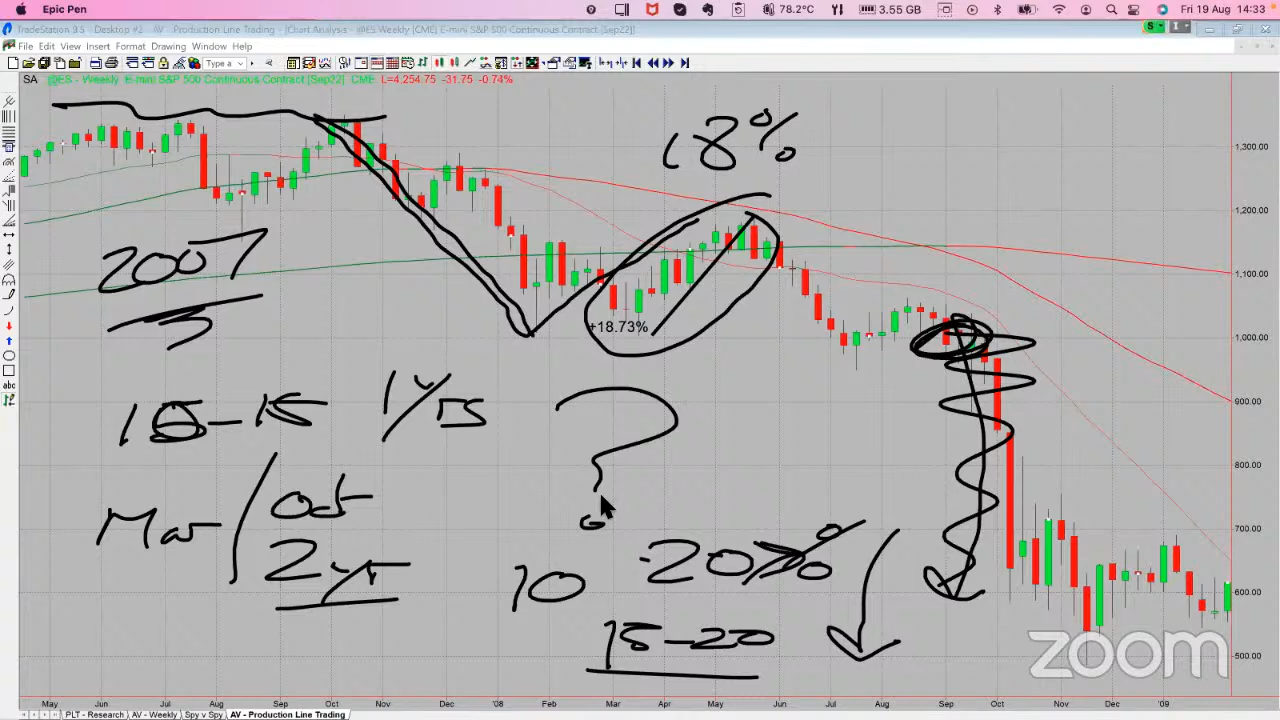 Epic Pen
78.2°C
3.55 GB
Fri 19 Aug 14:33
TradeStation 9.5 - Desktop #2 - AV - Production Line Trading - [Chart Analysis - @ES Weekly [CME] E-mini S&P 500 Continuous Contract [Sep22]]
File Edit View Insert Format Drawing Window Help
Type a
SA @ES - Weekly E-mini S&P 500 Continuous Contract [Sep22] CME L=4,254.75 -31.75 -0.74%
18%
1,300.00
1,200.00
2007
1,100.00
+18.73%
1,000.00
900.00
?
800.00
Mar / Oct
700.00
2 yr
10 -20%
600.00
15-20
zoom
500.00
May Jun Jul Aug Sep Oct Nov Dec '08 Feb Mar Apr May Jun Jul Aug Sep Oct Nov Dec '09
PLT - Research AV - Weekly Spy v Spy AV - Production Line Trading
abc